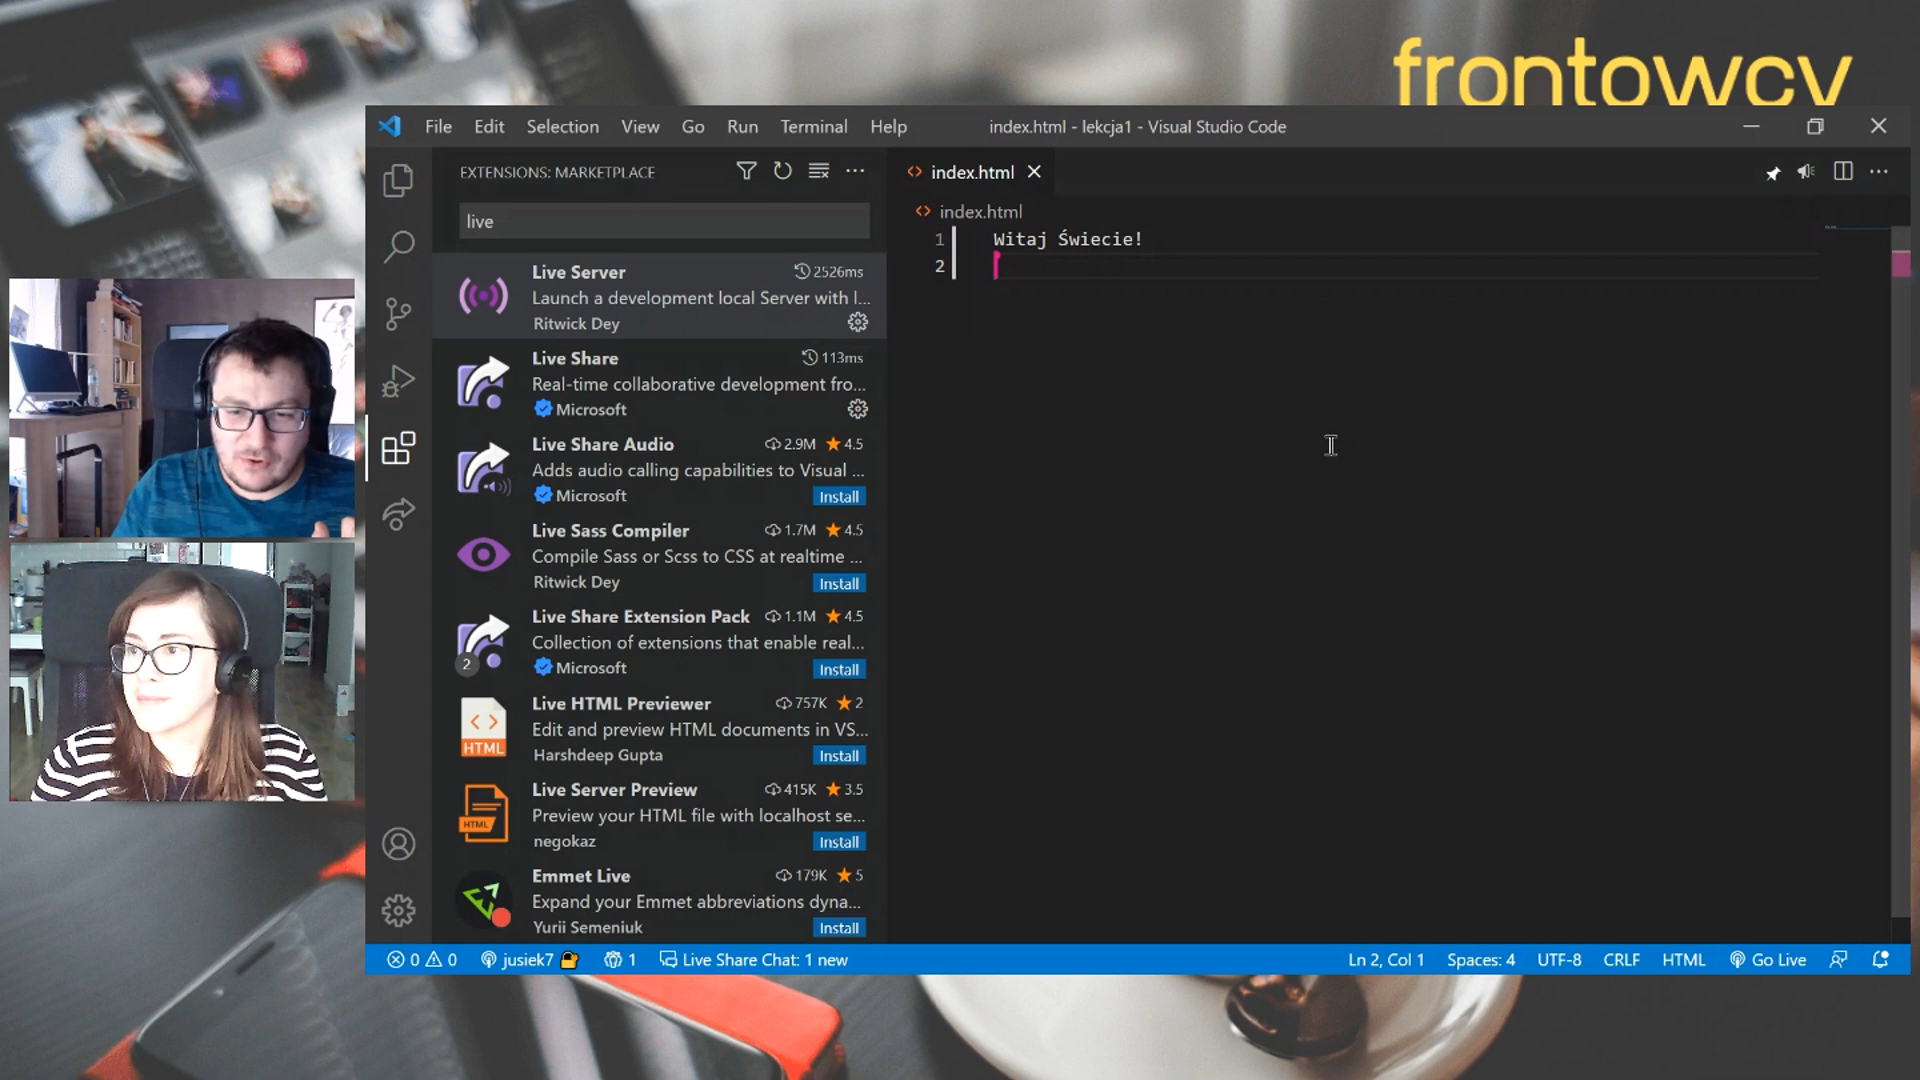 frontowcy
File Edit Selection View Go Run Terminal Help
index.html - lekcja1 - Visual Studio Code
EXTENSIONS: MARKETPLACE
live
Live Server 2526ms
Launch a development local Server with l...
Ritwick Dey
Live Share 113ms
Real-time collaborative development fro...
Microsoft
Live Share Audio 2.9M 4.5
Adds audio calling capabilities to Visual ...
Microsoft Install
Live Sass Compiler 1.7M 4.5
Compile Sass or Scss to CSS at realtime ...
Ritwick Dey Install
Live Share Extension Pack 1.1M 4.5
Collection of extensions that enable real...
2
Microsoft Install
Live HTML Previewer 757K 2
Edit and preview HTML documents in VS...
HTML
Harshdeep Gupta Install
Live Server Preview 415K 3.5
Preview your HTML file with localhost se...
HTML
negokaz Install
Emmet Live 179K 5
Expand your Emmet abbreviations dyna...
Yurii Semeniuk Install
index.html
index.html
1 Witaj Świecie!
2
0 0 jusiek7 1 Live Share Chat: 1 new
Ln 2, Col 1 Spaces: 4 UTF-8 CRLF HTML Go Live